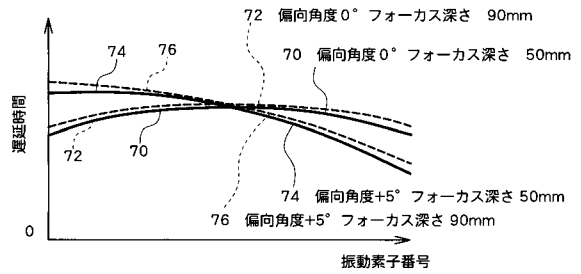 72 偏向角度0° フォーカス深さ 90mm
74
76
70 偏向角度0° フォーカス深さ 50mm
遅延時間
72
70
74 偏向角度+5° フォーカス深さ 50mm
76 偏向角度+5° フォーカス深さ 90mm
0
振動素子番号